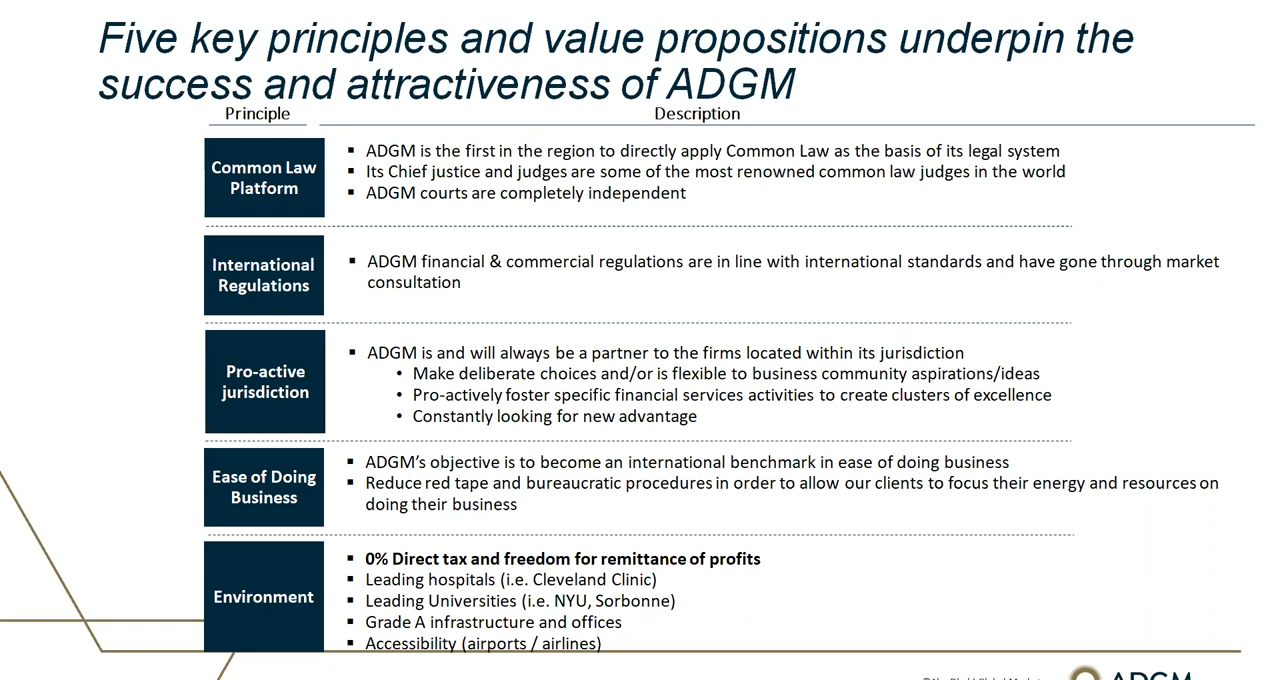 Five key principles and value propositions underpin the
success and attractiveness of ADGM
Principle
Description
Common Law
Platform
▪ ADGM is the first in the region to directly apply Common Law as the basis of its legal system
▪ Its Chief justice and judges are some of the most renowned common law judges in the world
▪ ADGM courts are completely independent
International
Regulations
▪ ADGM financial & commercial regulations are in line with international standards and have gone through market
consultation
Pro-active
jurisdiction
▪ ADGM is and will always be a partner to the firms located within its jurisdiction
• Make deliberate choices and/or is flexible to business community aspirations/ideas
• Pro-actively foster specific financial services activities to create clusters of excellence
• Constantly looking for new advantage
Ease of Doing
Business
▪ ADGM’s objective is to become an international benchmark in ease of doing business
▪ Reduce red tape and bureaucratic procedures in order to allow our clients to focus their energy and resources on
doing their business
Environment
▪ 0% Direct tax and freedom for remittance of profits
▪ Leading hospitals (i.e. Cleveland Clinic)
▪ Leading Universities (i.e. NYU, Sorbonne)
▪ Grade A infrastructure and offices
▪ Accessibility (airports / airlines)
ADGM